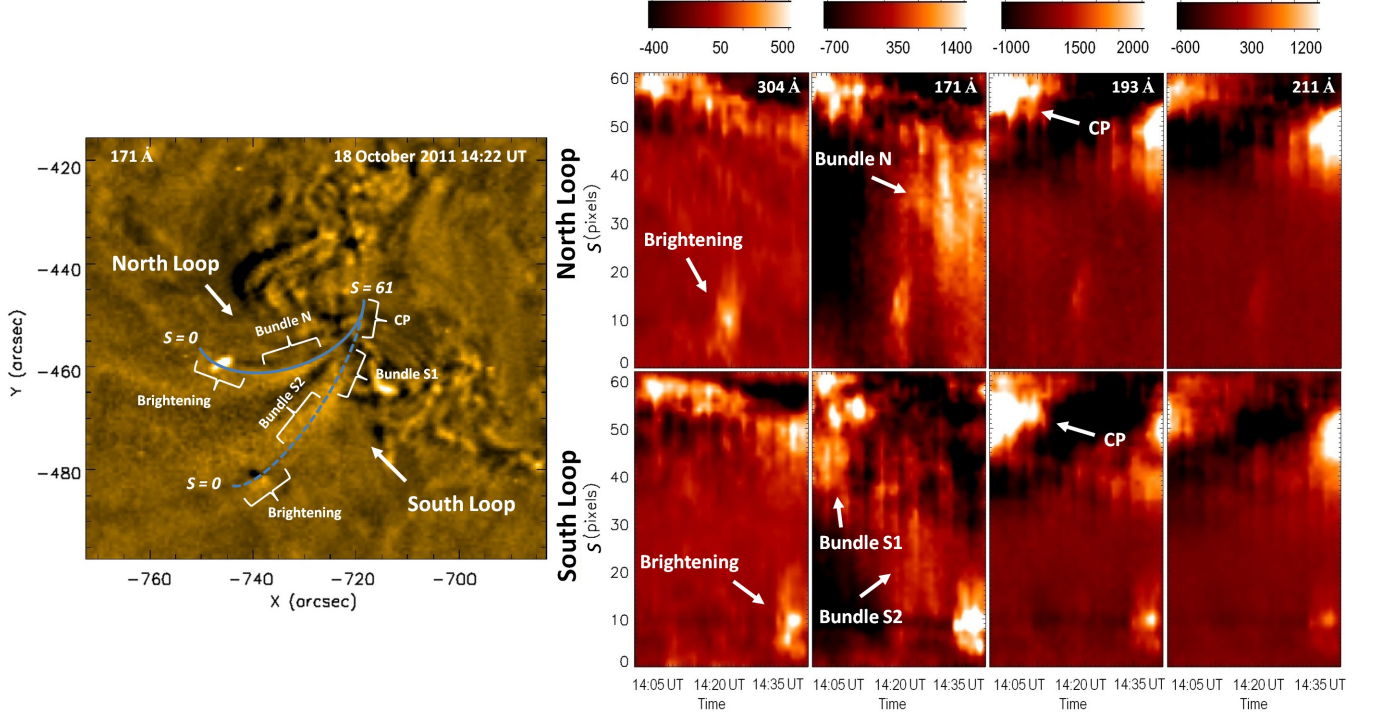 -400 50 500
-700 350 1400
-1000 1500 2000
-600 300 1200
171 Å
18 October 2011 14:22 UT
North Loop
S = 61
Bundle N
CP
S = 0
Brightening
Bundle S1
Bundle S2
S = 0
Brightening
South Loop
Y (arcsec)
-420
-440
-460
-480
-760 -740 -720 -700
X (arcsec)
North Loop
S (pixels)
60
50
40
30
20
10
0
304 Å
Brightening
171 Å
Bundle N
193 Å
CP
211 Å
South Loop
S (pixels)
60
50
40
30
20
10
0
Brightening
Bundle S1
Bundle S2
CP
14:05 UT 14:20 UT 14:35 UT
Time
14:05 UT 14:20 UT 14:35 UT
Time
14:05 UT 14:20 UT 14:35 UT
Time
14:05 UT 14:20 UT 14:35 UT
Time